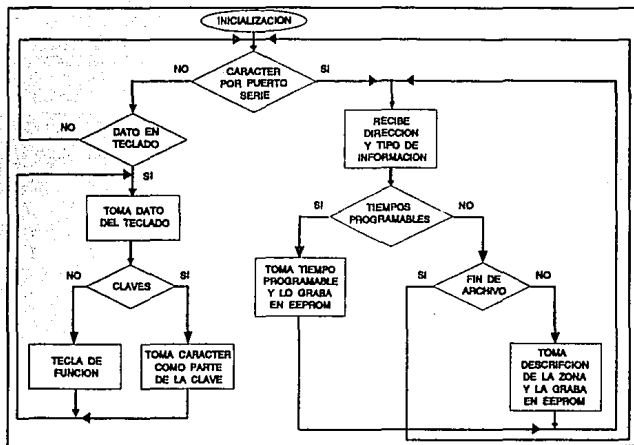 INICIALIZACION
CARACTER
POR PUERTO
SERIE
NO
SI
NO
DATO EN
TECLADO
SI
RECIBE
DIRECCION
Y TIPO DE
INFORMACION
TOMA DATO
DEL TECLADO
SI
TIEMPOS
PROGRAMABLES
NO
NO
CLAVES
SI
TOMA TIEMPO
PROGRAMABLE
Y LO GRABA
EN EEPROM
SI
FIN DE
ARCHIVO
NO
TECLA DE
FUNCION
TOMA CARACTER
COMO PARTE
DE LA CLAVE
TOMA
DESCRIFCION
DE LA ZONA
Y LA GRABA
EN EEPROM